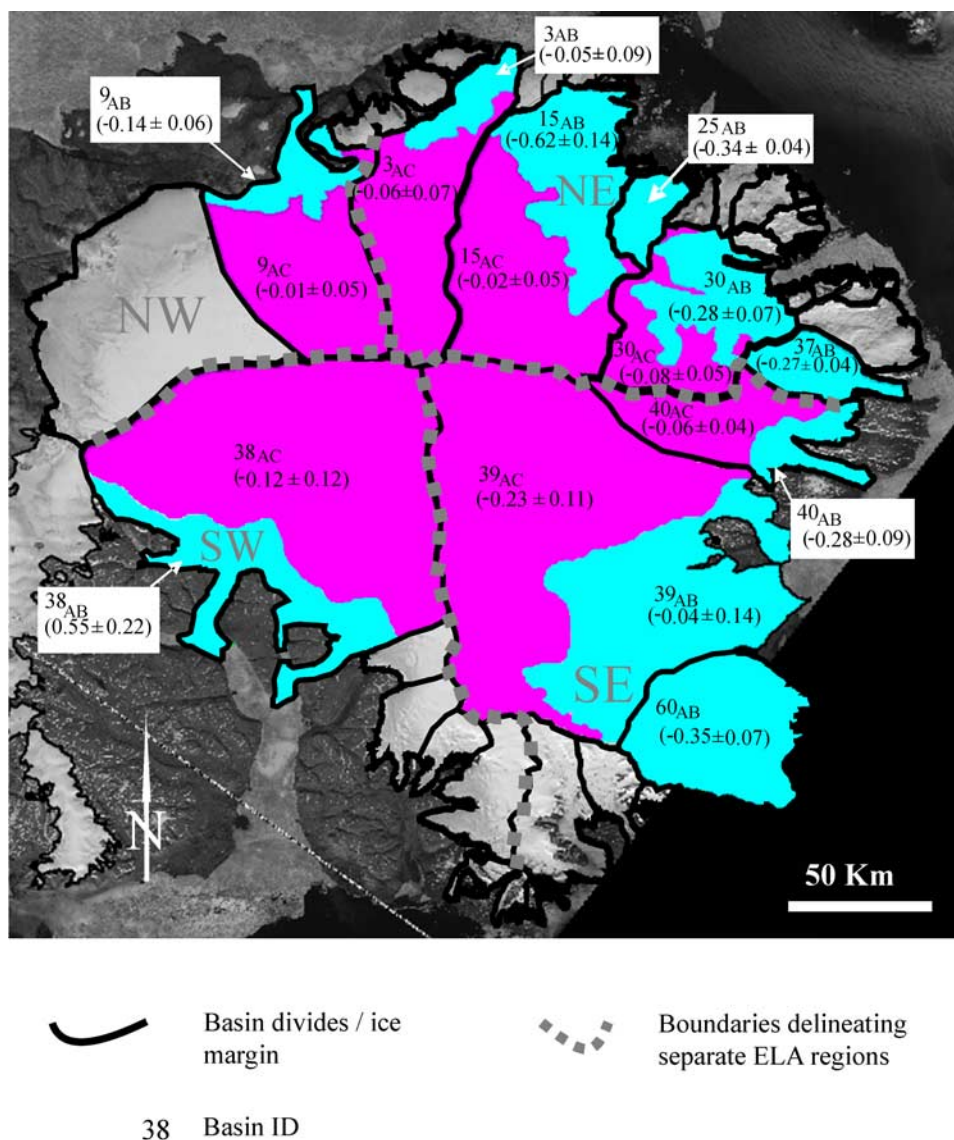 3AB
(-0.05±0.09)
9AB
(-0.14 ± 0.06)
15AB
(-0.62±0.14)
25AB
(-0.34 ± 0.04)
3AC
(-0.06±0.07)
NE
9AC
(-0.01±0.05)
15AC
(-0.02±0.05)
30AB
(-0.28±0.07)
NW
37AB
(-0.27±0.04)
30AC
(-0.08±0.05)
40AC
(-0.06±0.04)
38AC
(-0.12±0.12)
39AC
(-0.23±0.11)
40AB
(-0.28±0.09)
SW
38AB
(0.55±0.22)
39AB
(-0.04±0.14)
SE
60AB
(-0.35±0.07)
N
50 Km
Basin divides / ice
margin
Boundaries delineating
separate ELA regions
38 Basin ID